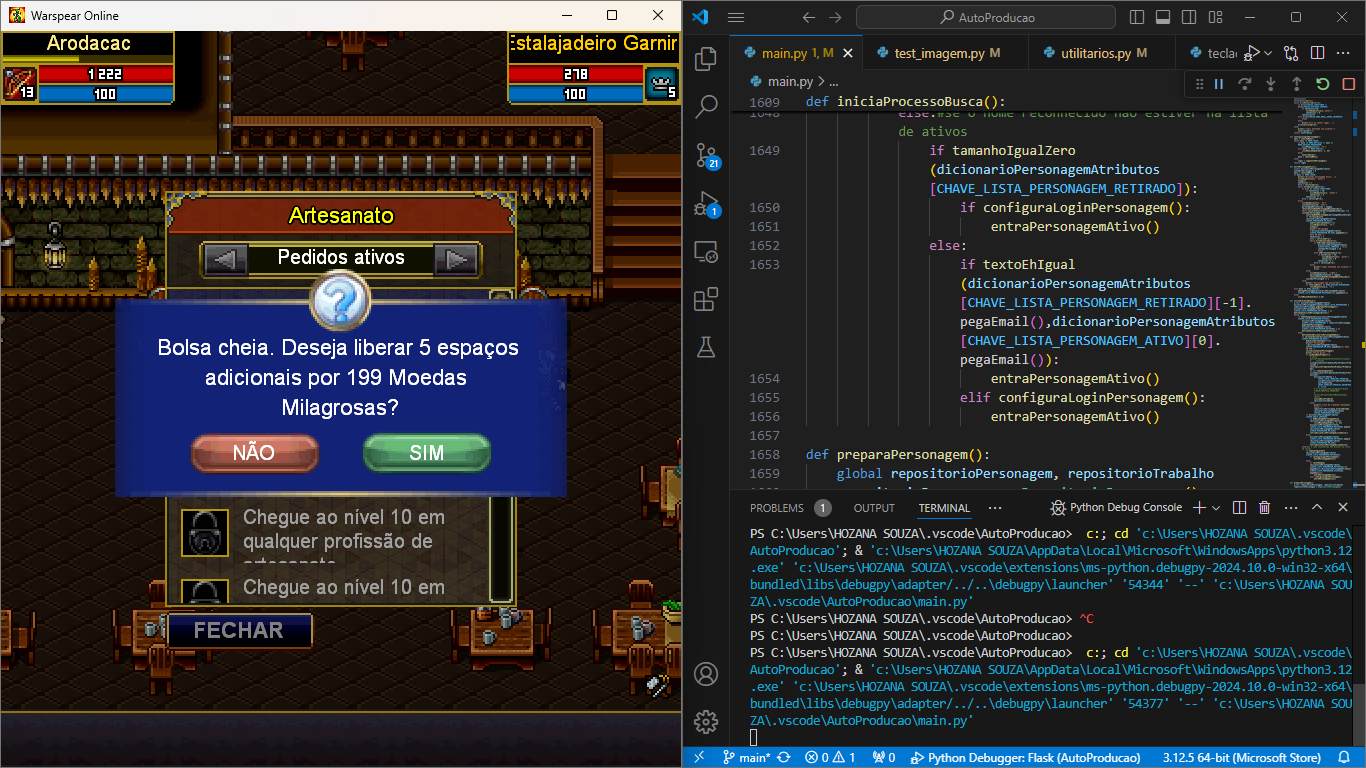 Warspear Online
Arodacac
1 222
13
100
Estalajadeiro Garnir
278
100
5
Artesanato
Pedidos ativos
Bolsa cheia. Deseja liberar 5 espaços
adicionais por 199 Moedas
Milagrosas?
NÃO
SIM
Chegue ao nível 10 em
qualquer profissão de
artesanato
Chegue ao nível 10 em
FECHAR
AutoProducao
main.py 1, M
test_imagem.py M
utilitarios.py M
tecla
main.py > ...
1609 def iniciaProcessoBusca():
1648 else:#se o nome reconhecido não estiver na lista
de ativos
1649 if tamanhoIgualZero
(dicionarioPersonagemAtributos
[CHAVE_LISTA_PERSONAGEM_RETIRADO]):
1650 if configuraLoginPersonagem():
1651 entraPersonagemAtivo()
1652 else:
1653 if textoEhIgual
(dicionarioPersonagemAtributos
[CHAVE_LISTA_PERSONAGEM_RETIRADO][-1].
pegaEmail(),dicionarioPersonagemAtributos
[CHAVE_LISTA_PERSONAGEM_ATIVO][0].
pegaEmail()):
1654 entraPersonagemAtivo()
1655 elif configuraLoginPersonagem():
1656 entraPersonagemAtivo()
1657
1658 def preparaPersonagem():
1659 global repositorioPersonagem, repositorioTrabalho
21
1
PROBLEMS 1 OUTPUT TERMINAL ... Python Debug Console
PS C:\Users\HOZANA SOUZA\.vscode\AutoProducao> c:; cd 'c:\Users\HOZANA SOUZA\.vscode\
AutoProducao'; & 'c:\Users\HOZANA SOUZA\AppData\Local\Microsoft\WindowsApps\python3.12
.exe' 'c:\Users\HOZANA SOUZA\.vscode\extensions\ms-python.debugpy-2024.10.0-win32-x64\
bundled\libs\debugpy\adapter/../..\debugpy\launcher' '54344' '--' 'C:\Users\HOZANA SOU
ZA\.vscode\AutoProducao\main.py'
PS C:\Users\HOZANA SOUZA\.vscode\AutoProducao> ^C
PS C:\Users\HOZANA SOUZA\.vscode\AutoProducao>
PS C:\Users\HOZANA SOUZA\.vscode\AutoProducao> c:; cd 'c:\Users\HOZANA SOUZA\.vscode\
AutoProducao'; & 'c:\Users\HOZANA SOUZA\AppData\Local\Microsoft\WindowsApps\python3.12
.exe' 'c:\Users\HOZANA SOUZA\.vscode\extensions\ms-python.debugpy-2024.10.0-win32-x64\
bundled\libs\debugpy\adapter/../..\debugpy\launcher' '54377' '--' 'C:\Users\HOZANA SOU
ZA\.vscode\AutoProducao\main.py'
main* 0 1 0 Python Debugger: Flask (AutoProducao) 3.12.5 64-bit (Microsoft Store)